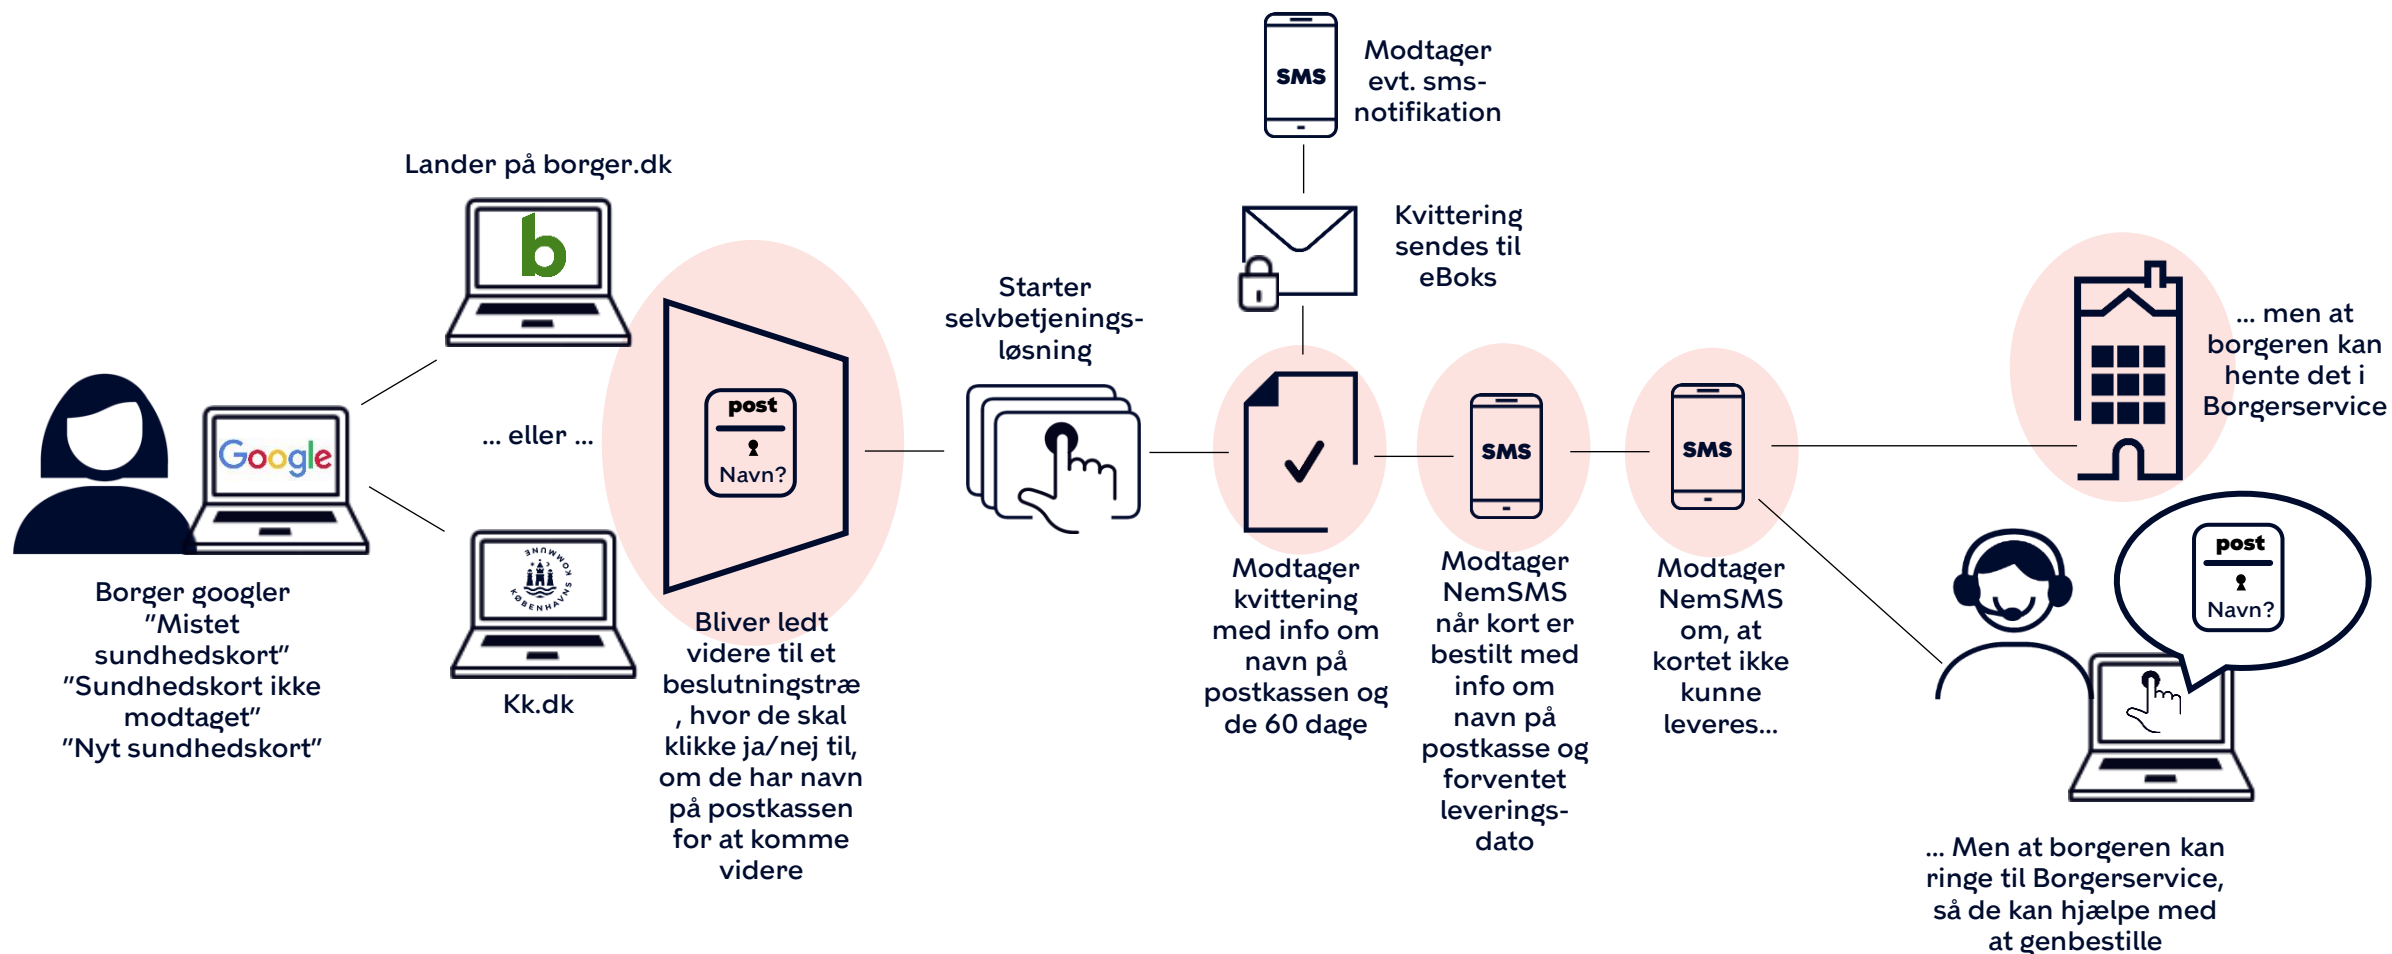 Borger googler
”Mistet
sundhedskort”
”Sundhedskort ikke
modtaget”
”Nyt sundhedskort”
Google
Lander på borger.dk
b
... eller ...
KØBENHAVNS KOMMUNE
Kk.dk
post
Navn?
Bliver ledt
videre til et
beslutningstræ
, hvor de skal
klikke ja/nej til,
om de har navn
på postkassen
for at komme
videre
Starter
selvbetjenings-
løsning
SMS
Modtager
evt. sms-
notifikation
Kvittering
sendes til
eBoks
Modtager
kvittering
med info om
navn på
postkassen og
de 60 dage
SMS
Modtager
NemSMS
når kort er
bestilt med
info om
navn på
postkasse og
forventet
leverings-
dato
SMS
Modtager
NemSMS
om, at
kortet ikke
kunne
leveres...
... men at
borgeren kan
hente det i
Borgerservice
post
Navn?
... Men at borgeren kan
ringe til Borgerservice,
så de kan hjælpe med
at genbestille